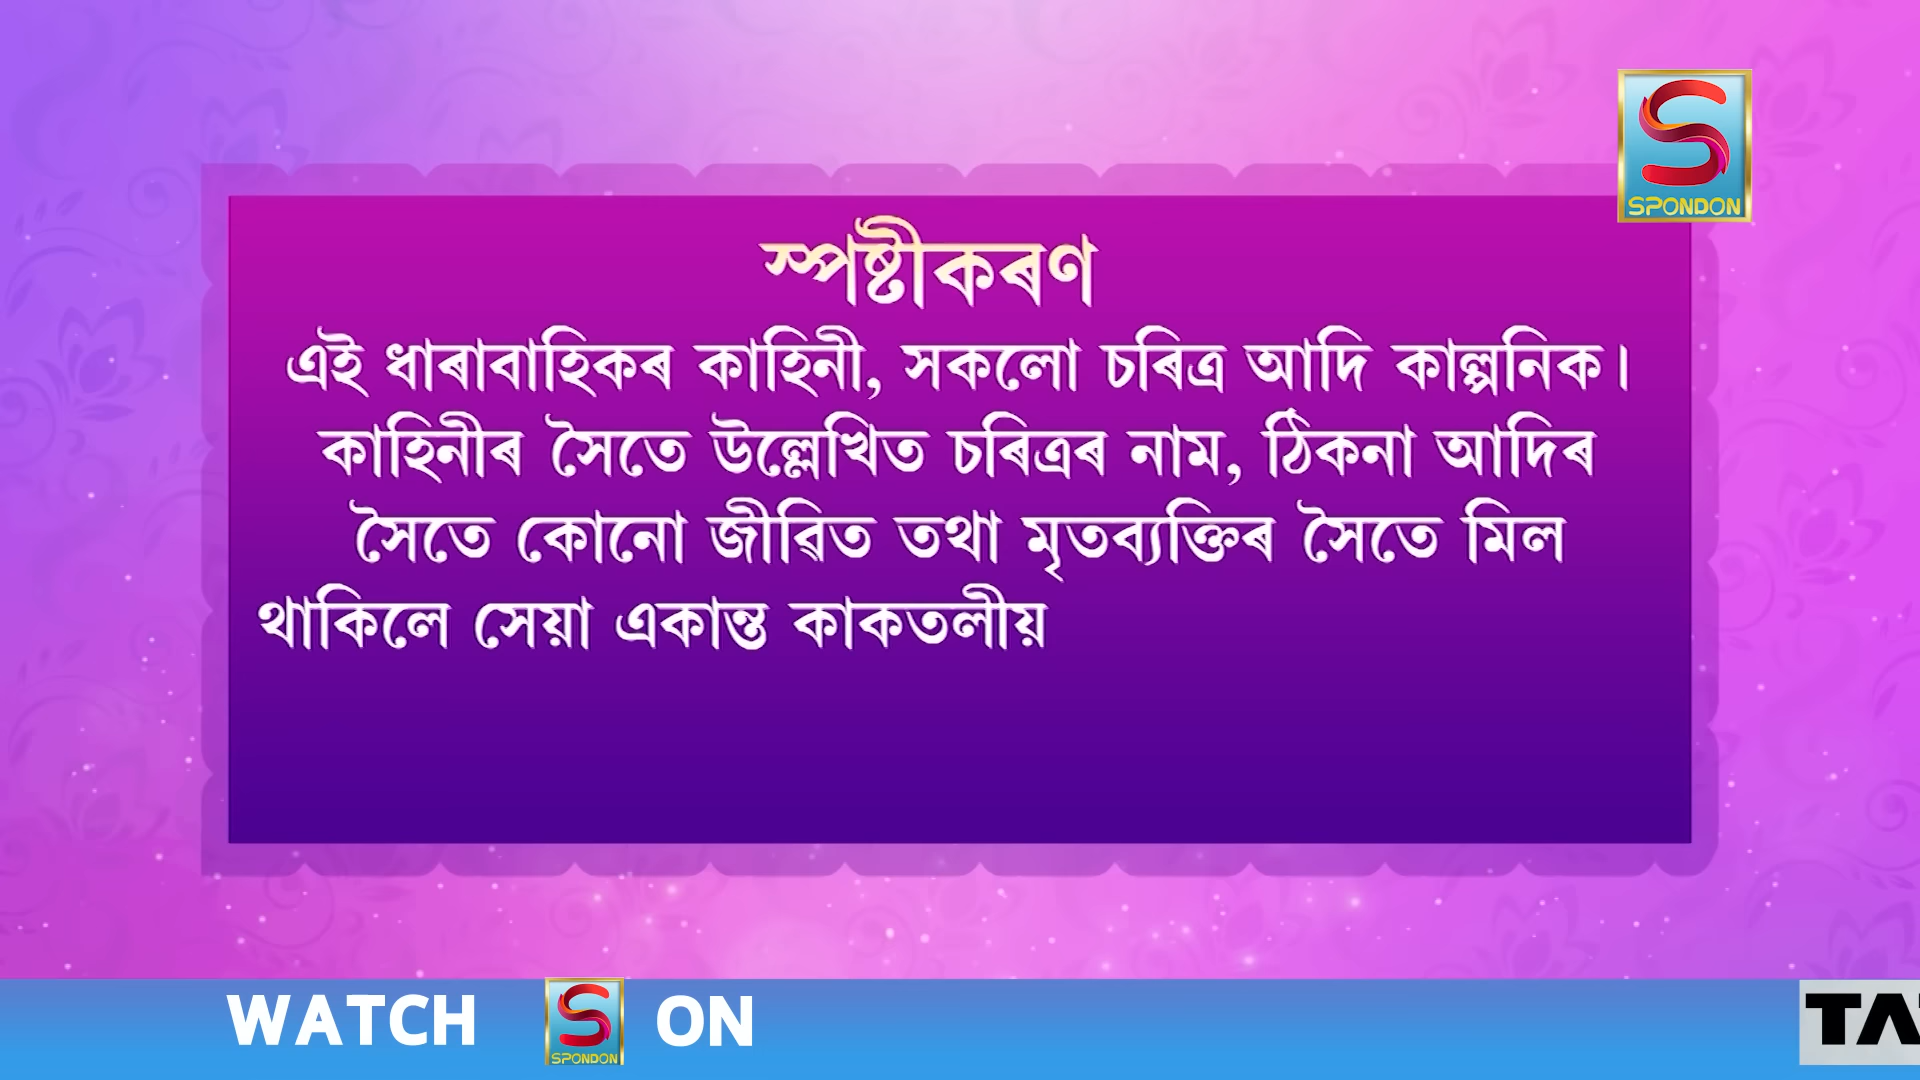 SPONDON
স্পষ্টীকৰণ
এই ধাৰাবাহিকৰ কাহিনী, সকলো চৰিত্ৰ আদি কাল্পনিক।
কাহিনীৰ সৈতে উল্লেখিত চৰিত্ৰৰ নাম, ঠিকনা আদিৰ
সৈতে কোনো জীৱিত তথা মৃতব্যক্তিৰ সৈতে মিল
থাকিলে সেয়া একান্ত কাকতলীয়
WATCH SPONDON ON